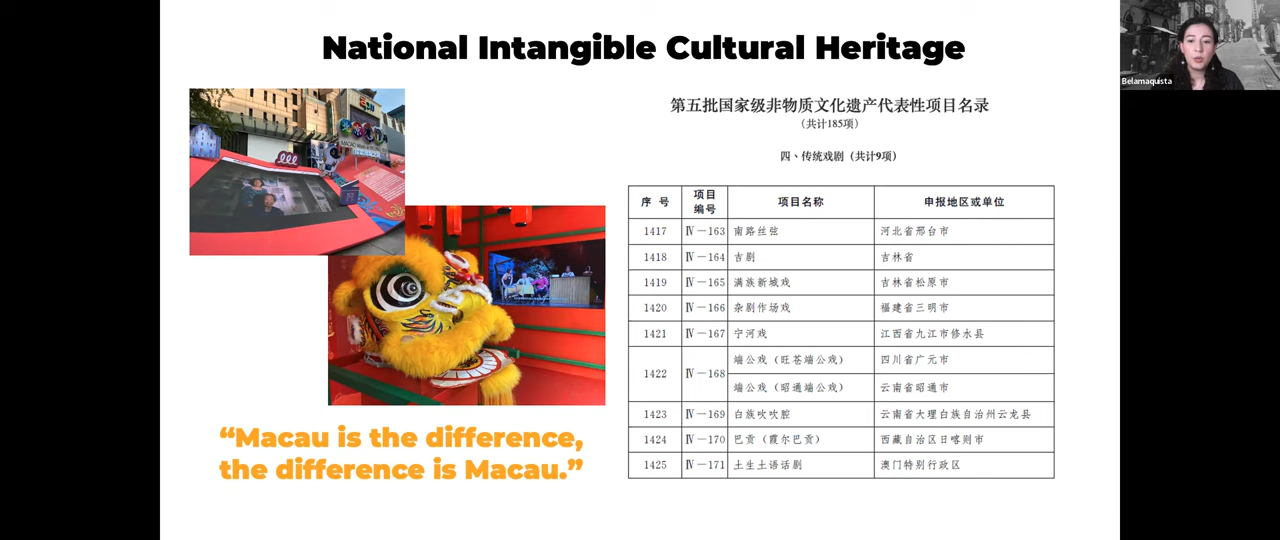 National Intangible Cultural Heritage
Belamaquista
第五批国家级非物质文化遗产代表性项目名录
（共计185项）
四、传统戏剧（共计9项）
序 号 项目编号 项目名称 申报地区或单位
1417 Ⅳ—163 南路丝弦 河北省邢台市
1418 Ⅳ—164 吉剧 吉林省
1419 Ⅳ—165 满族新城戏 吉林省松原市
1420 Ⅳ—166 杂剧作场戏 福建省三明市
1421 Ⅳ—167 宁河戏 江西省九江市修水县
1422 Ⅳ—168 端公戏（旺苍端公戏） 四川省广元市
端公戏（昭通端公戏） 云南省昭通市
1423 Ⅳ—169 白族吹吹腔 云南省大理白族自治州云龙县
1424 Ⅳ—170 巴贡（霞尔巴贡） 西藏自治区日喀则市
1425 Ⅳ—171 土生土语话剧 澳门特别行政区
“Macau is the difference,
the difference is Macau.”